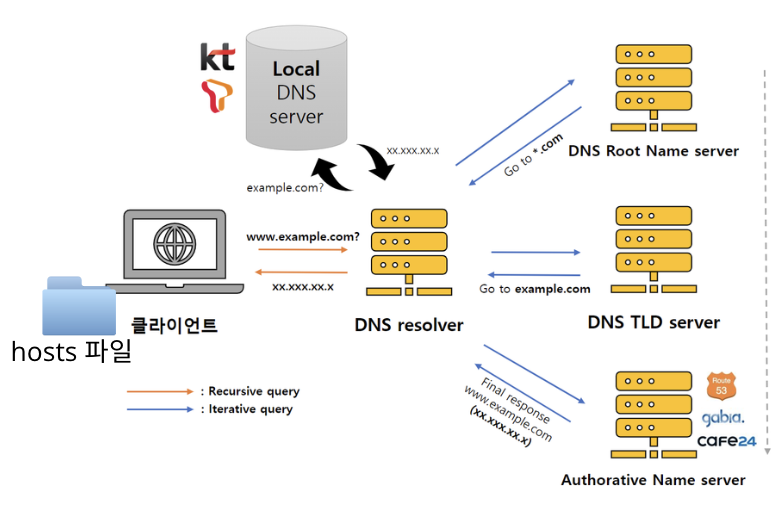 kt
Local
DNS
server
xx.xxx.xx.x
example.com?
Go to *.com
DNS Root Name server
www.example.com?
xx.xxx.xx.x
클라이언트
hosts 파일
DNS resolver
Go to example.com
DNS TLD server
: Recursive query
: Iterative query
Final response
www.example.com
(xx.xxx.xx.x)
Route
53
gabia.
CAFE24
Authorative Name server